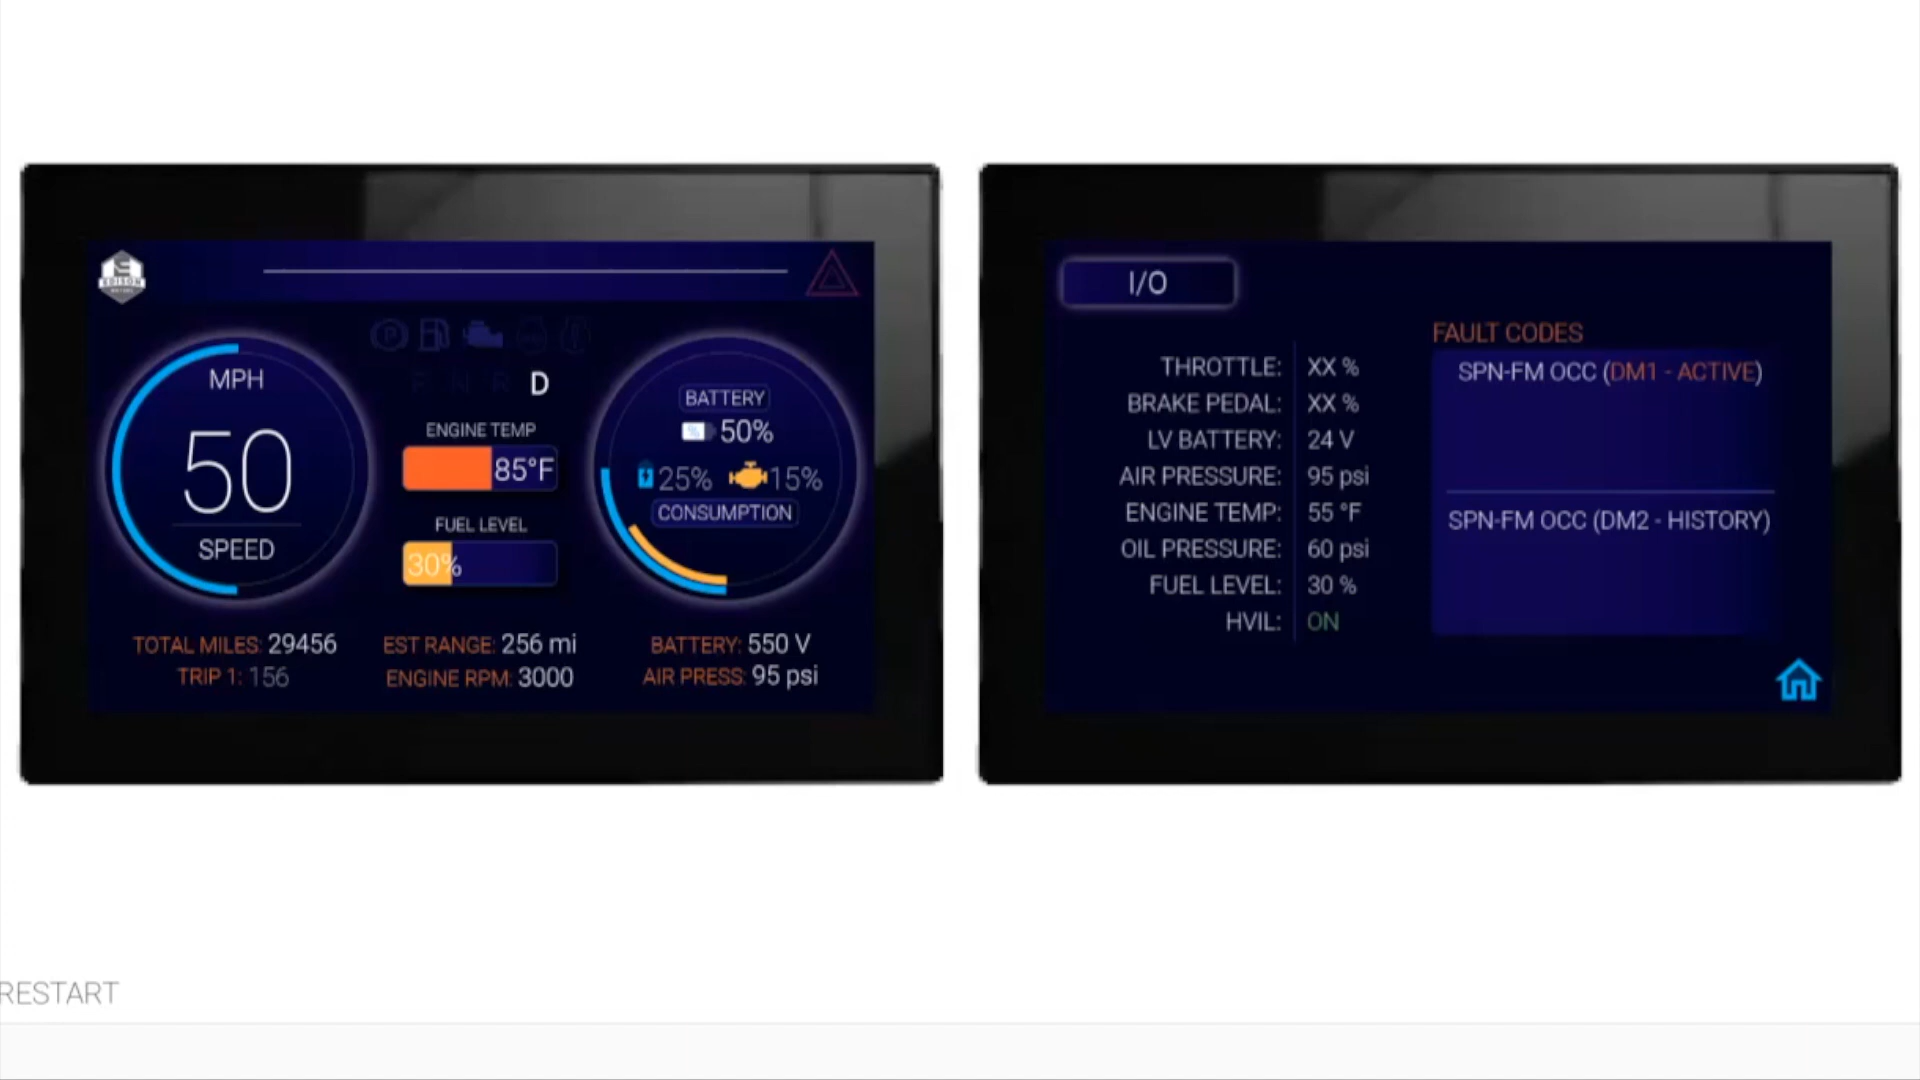 EDISON
P
P N R D
MPH
50
SPEED
ENGINE TEMP
85°F
FUEL LEVEL
30%
BATTERY
% 50%
25% 15%
CONSUMPTION
TOTAL MILES: 29456
TRIP 1: 156
EST RANGE: 256 mi
ENGINE RPM: 3000
BATTERY: 550 V
AIR PRESS: 95 psi
I/O
THROTTLE: XX %
BRAKE PEDAL: XX %
LV BATTERY: 24 V
AIR PRESSURE: 95 psi
ENGINE TEMP: 55 °F
OIL PRESSURE: 60 psi
FUEL LEVEL: 30 %
HVIL: ON
FAULT CODES
SPN-FM OCC (DM1 - ACTIVE)
SPN-FM OCC (DM2 - HISTORY)
RESTART